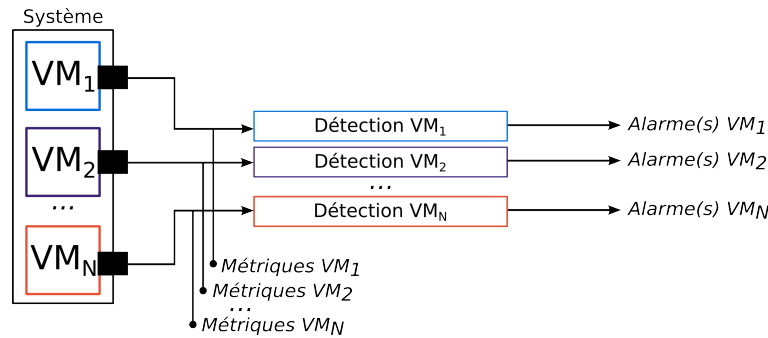 Système
VM1
VM2
...
VMN
Détection VM1
Détection VM2
...
Détection VMN
Alarme(s) VM1
Alarme(s) VM2
Alarme(s) VMN
Métriques VM1
Métriques VM2
...
Métriques VMN